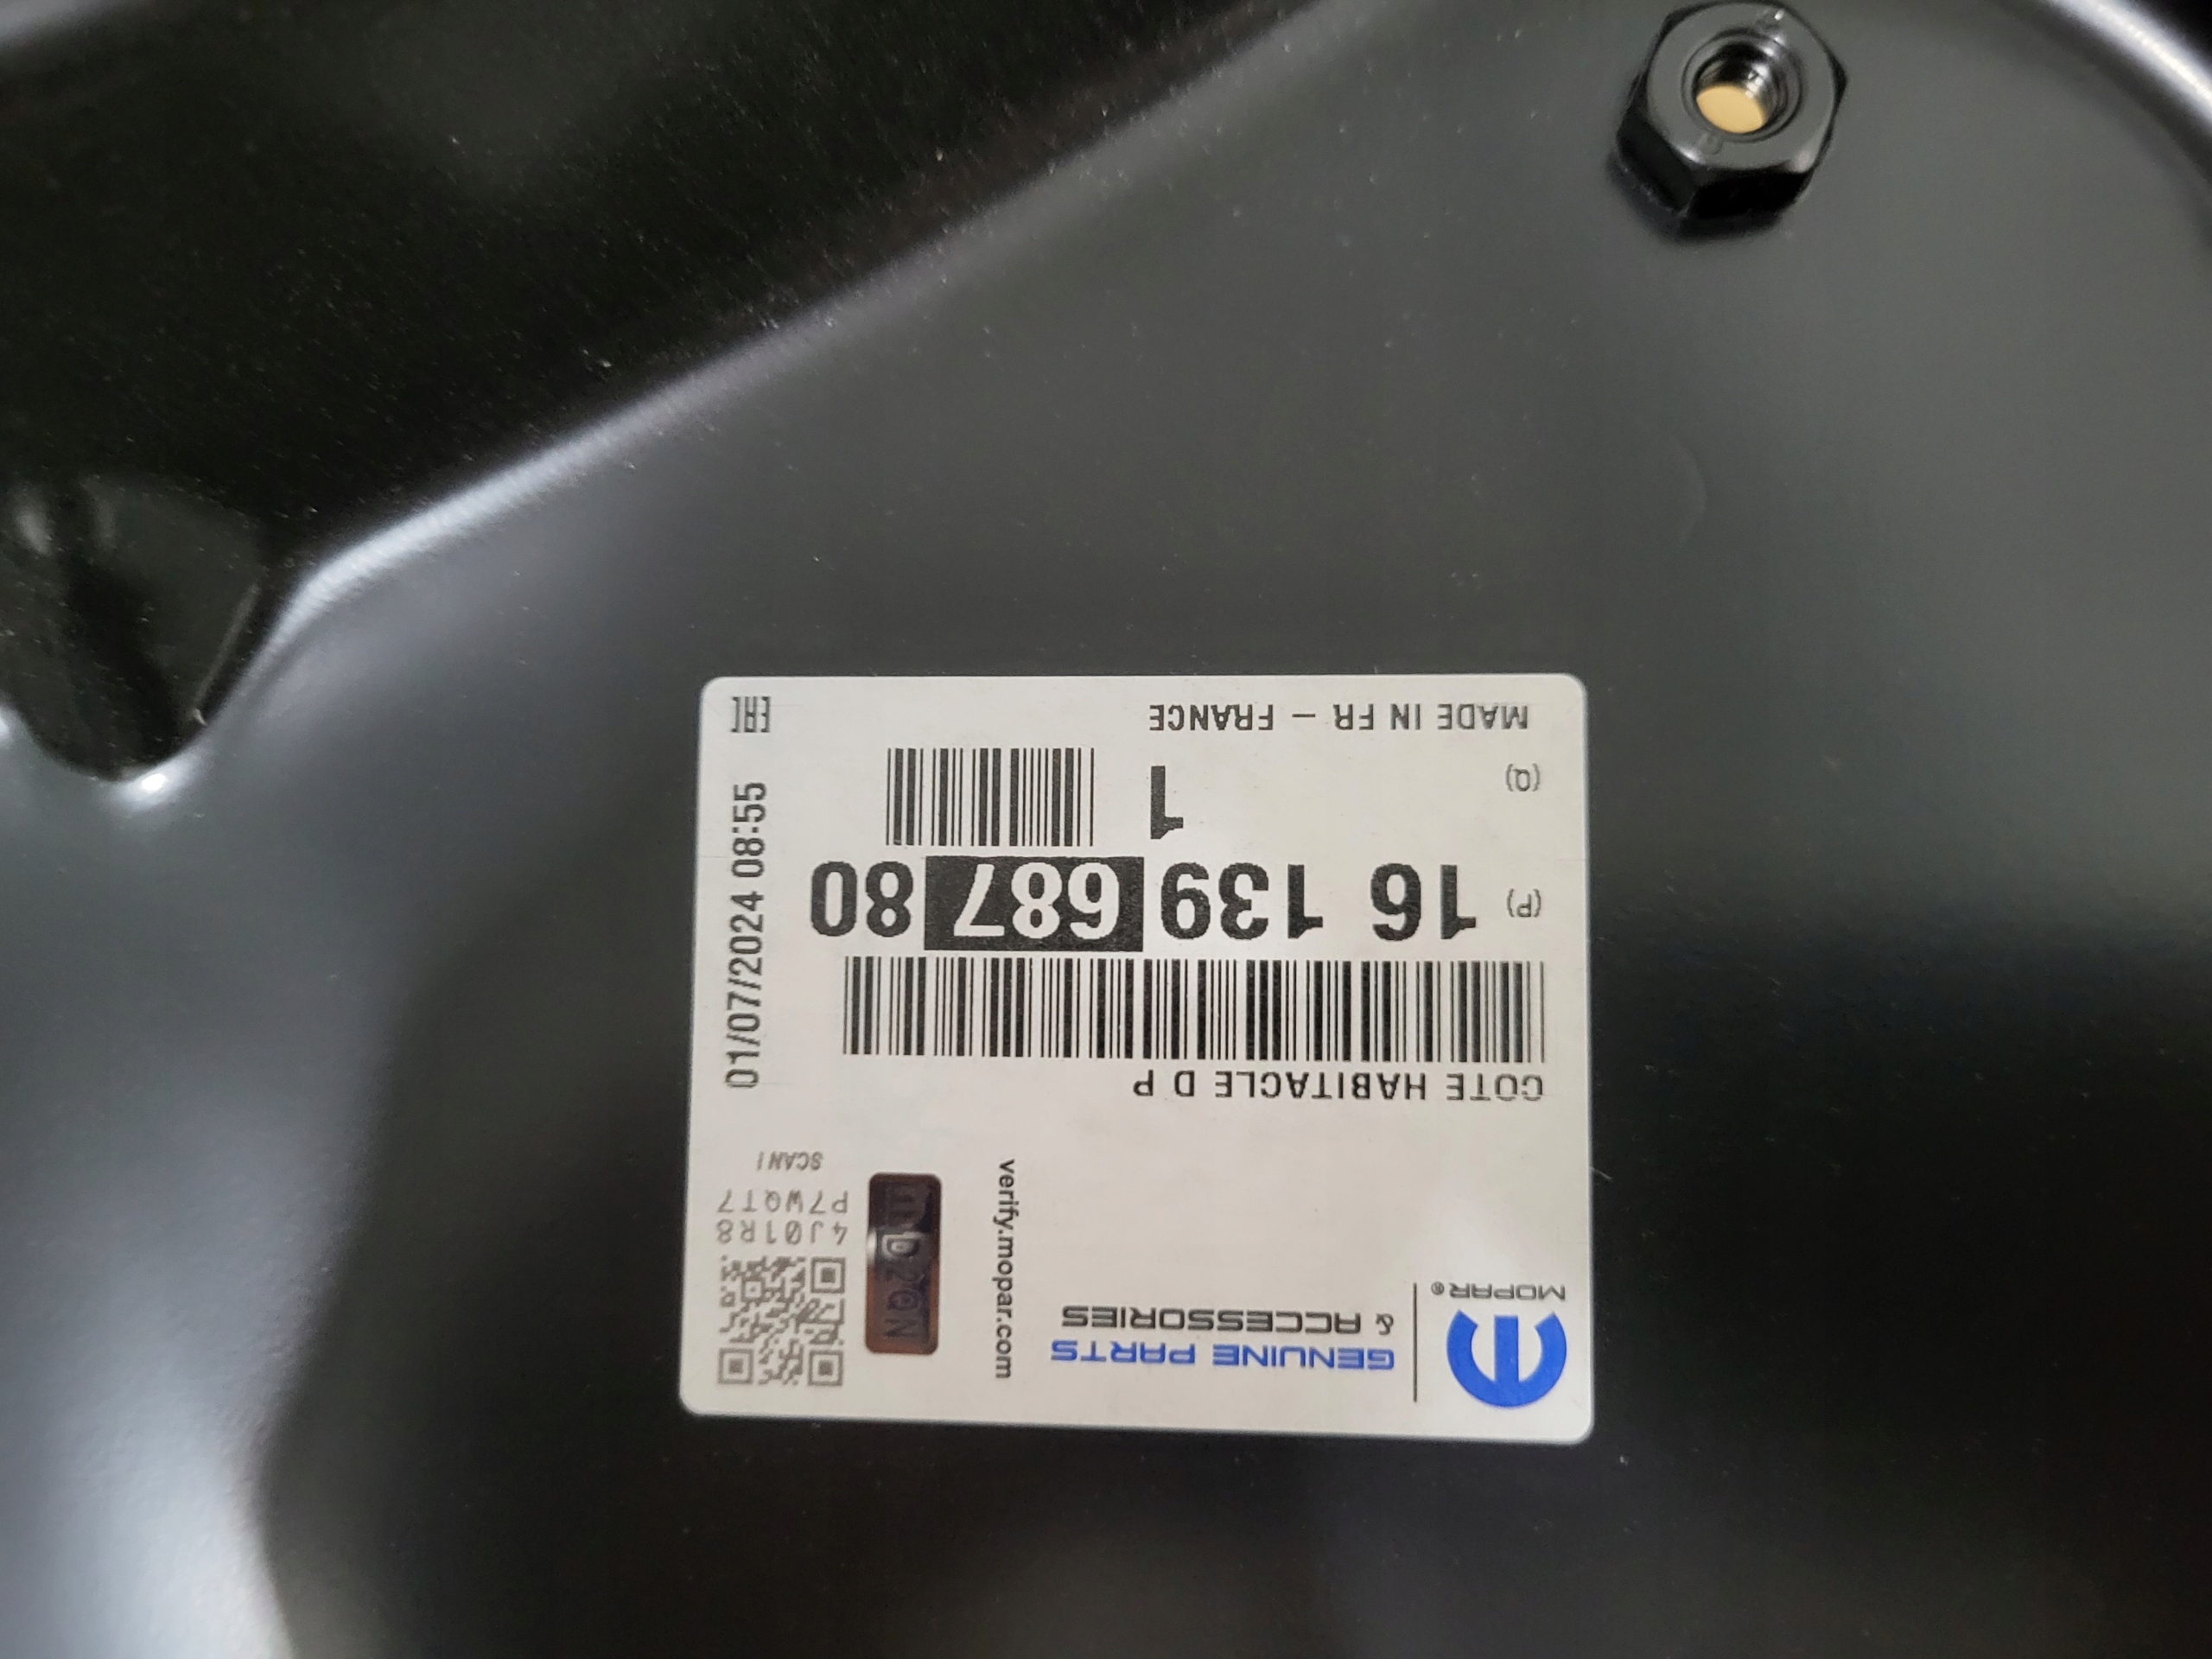 MOPAR®
GENUINE PARTS
& ACCESSORIES
verify.mopar.com
4J01R8
P7WQT7
SCAN!
COTE HABITACLE D P
(P) 16 139 687 80
(Q) 1
MADE IN FR – FRANCE
01/07/2024 08:55
EAC